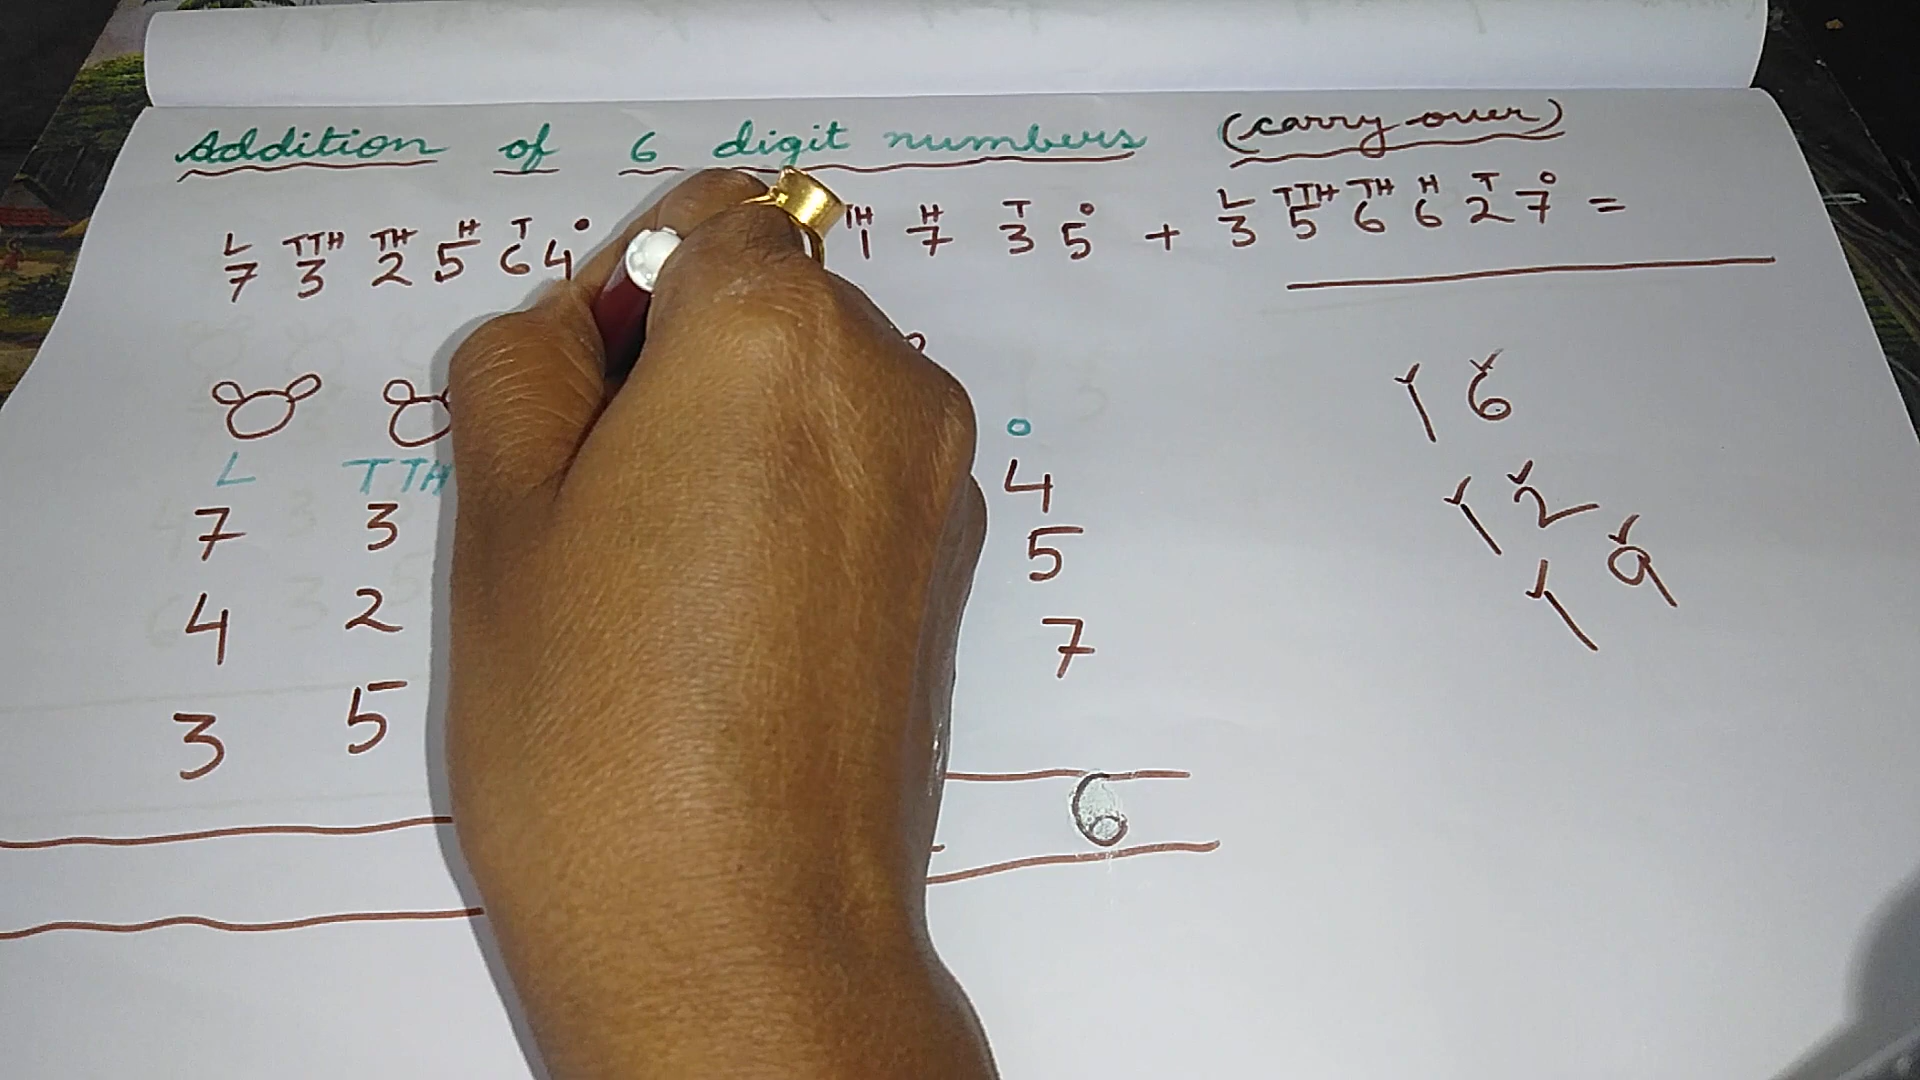 Addition of 6 digit numbers (carry over)
L TTH TH H T O TH H T O L TTH TH H T O
7 3 2 5 6 4 1 7 3 5 + 3 5 6 6 2 7 =
1 6
L TTH O
7 3 4 1 2
4 2 5 1 9
3 5 7
6